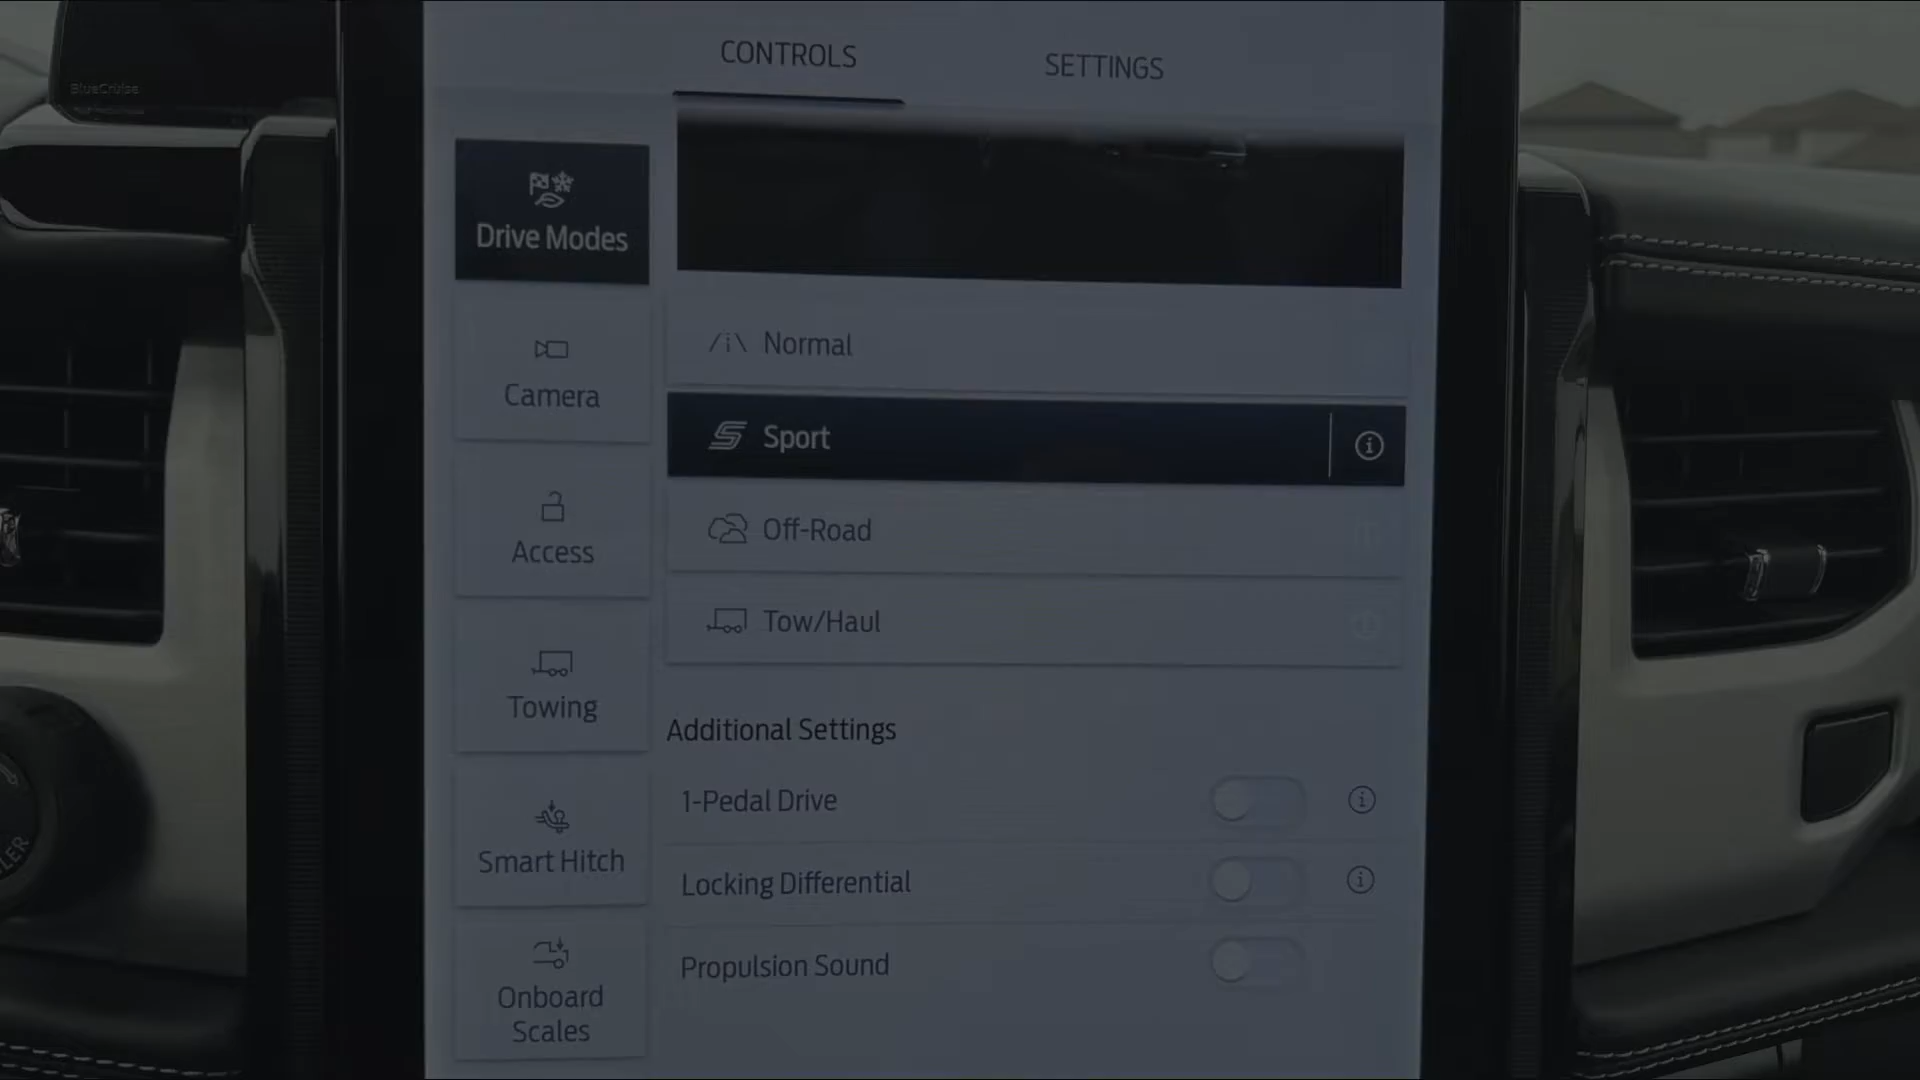 BlueCruise
CONTROLS
SETTINGS
Drive Modes
Camera
Access
Towing
Smart Hitch
Onboard
Scales
Normal
Sport
Off-Road
Tow/Haul
Additional Settings
1-Pedal Drive
Locking Differential
Propulsion Sound